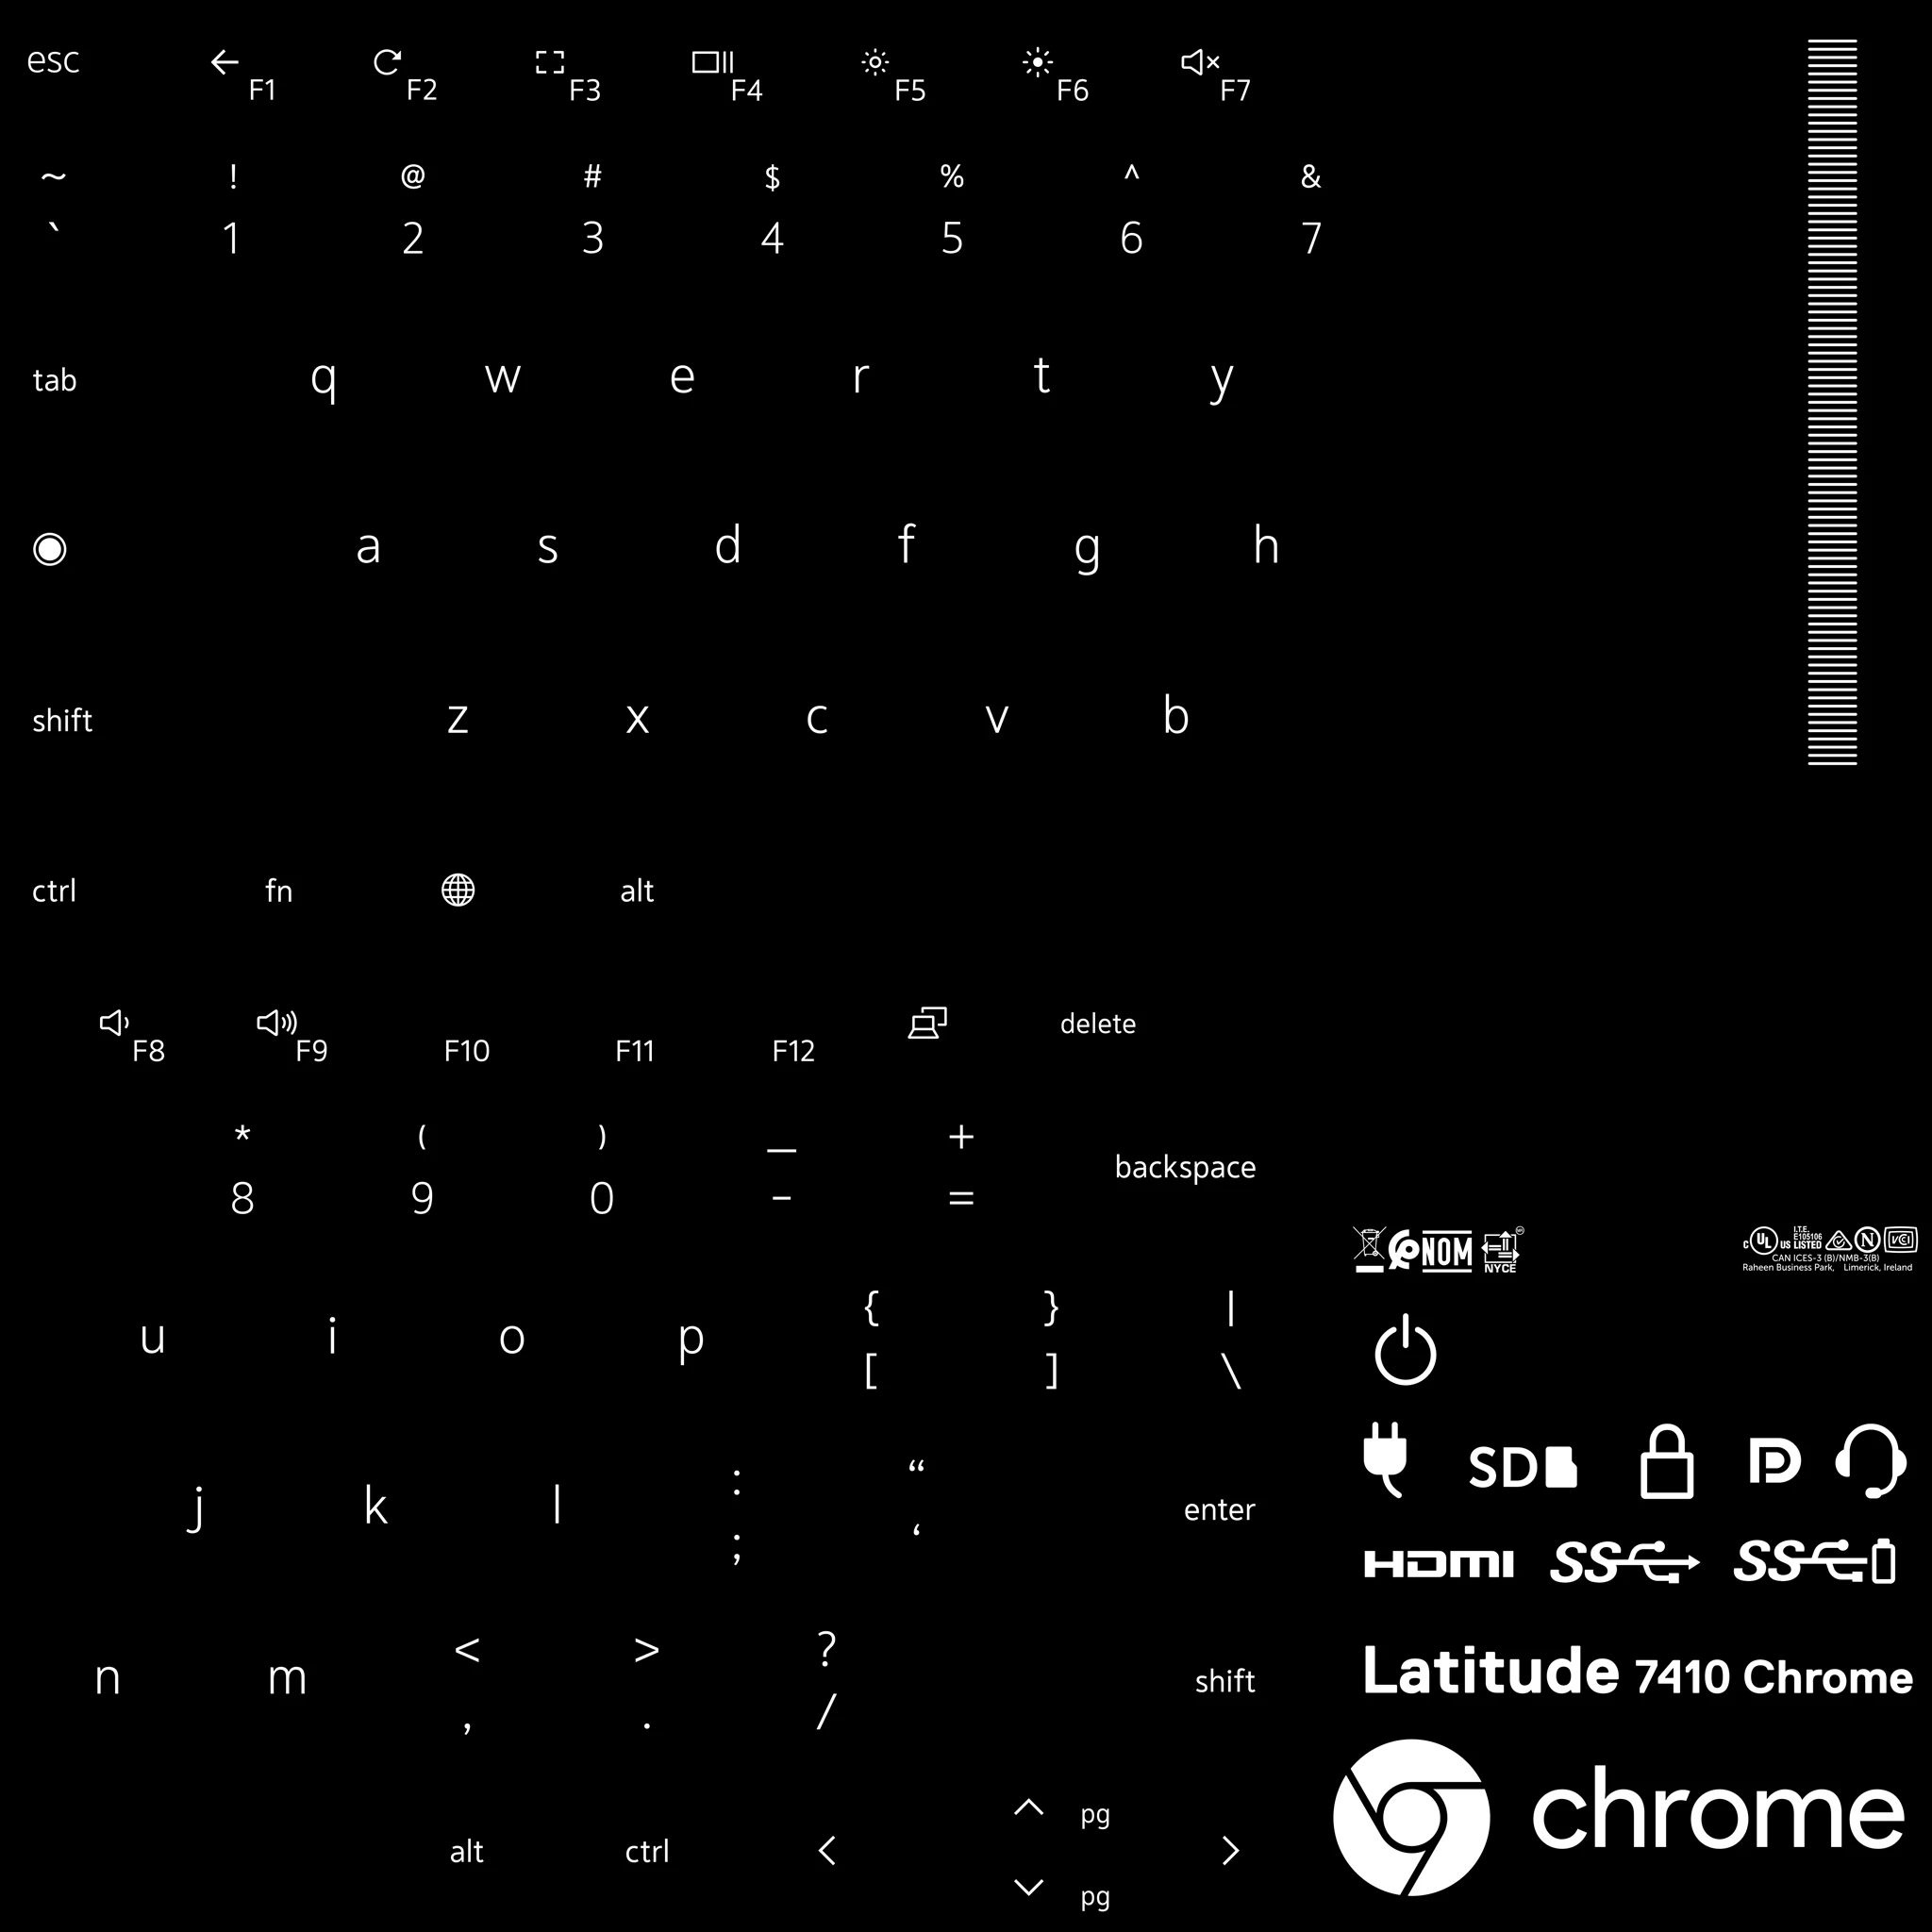 esc F1 F2 F3 F4 F5 F6 F7
~ ! @ # $ % ^ &
` 1 2 3 4 5 6 7
tab q w e r t y
a s d f g h
shift z x c v b
ctrl fn alt
F8 F9 F10 F11 F12 delete
* ( ) _ +
8 9 0 - = backspace
{ } |
u i o p
[ ] \
: “
j k l enter
; ‘
< > ?
n m shift
, . /
^ pg
alt ctrl < >
pg
NOM
NYCE
c UL US LISTED I.T.E. E105106 N VCCI
CAN ICES-3 (B)/NMB-3(B)
Raheen Business Park, Limerick, Ireland
SD D
HDMI SS SS
Latitude 7410 Chrome
chrome